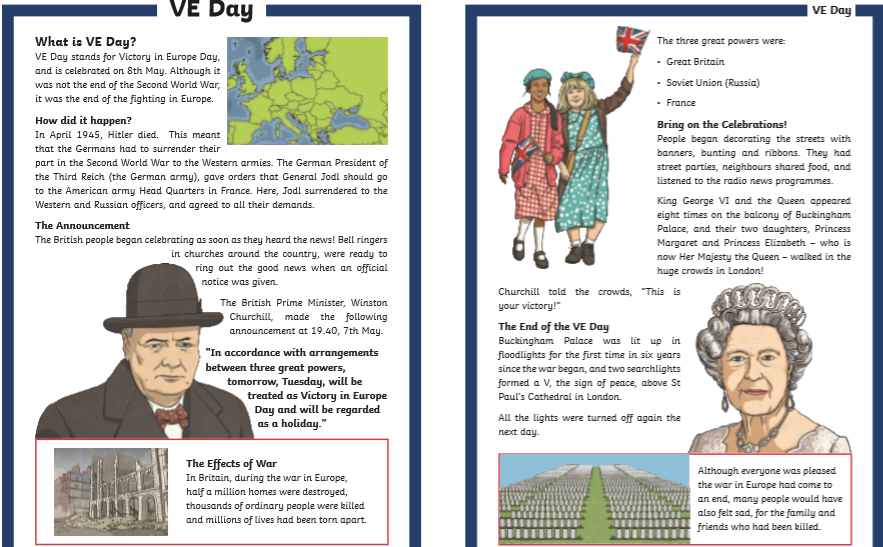 VE Day
What is VE Day?
VE Day stands for Victory in Europe Day,
and is celebrated on 8th May. Although it
was not the end of the Second World War,
it was the end of the fighting in Europe.
How did it happen?
In April 1945, Hitler died. This meant
that the Germans had to surrender their
part in the Second World War to the Western armies. The German President of
the Third Reich (the German army), gave orders that General Jodl should go
to the American army Head Quarters in France. Here, Jodl surrendered to the
Western and Russian officers, and agreed to all their demands.
The Announcement
The British people began celebrating as soon as they heard the news! Bell ringers
in churches around the country, were ready to
ring out the good news when an official
notice was given.
The British Prime Minister, Winston
Churchill, made the following
announcement at 19.40, 7th May.
"In accordance with arrangements
between three great powers,
tomorrow, Tuesday, will be
treated as Victory in Europe
Day and will be regarded
as a holiday."
The Effects of War
In Britain, during the war in Europe,
half a million homes were destroyed,
thousands of ordinary people were killed
and millions of lives had been torn apart.
VE Day
The three great powers were:
• Great Britain
• Soviet Union (Russia)
• France
Bring on the Celebrations!
People began decorating the streets with
banners, bunting and ribbons. They had
street parties, neighbours shared food, and
listened to the radio news programmes.
King George VI and the Queen appeared
eight times on the balcony of Buckingham
Palace, and their two daughters, Princess
Margaret and Princess Elizabeth – who is
now Her Majesty the Queen – walked in the
huge crowds in London!
Churchill told the crowds, "This is
your victory!"
The End of the VE Day
Buckingham Palace was lit up in
floodlights for the first time in six years
since the war began, and two searchlights
formed a V, the sign of peace, above St
Paul's Cathedral in London.
All the lights were turned off again the
next day.
Although everyone was pleased
the war in Europe had come to
an end, many people would have
also felt sad, for the family and
friends who had been killed.